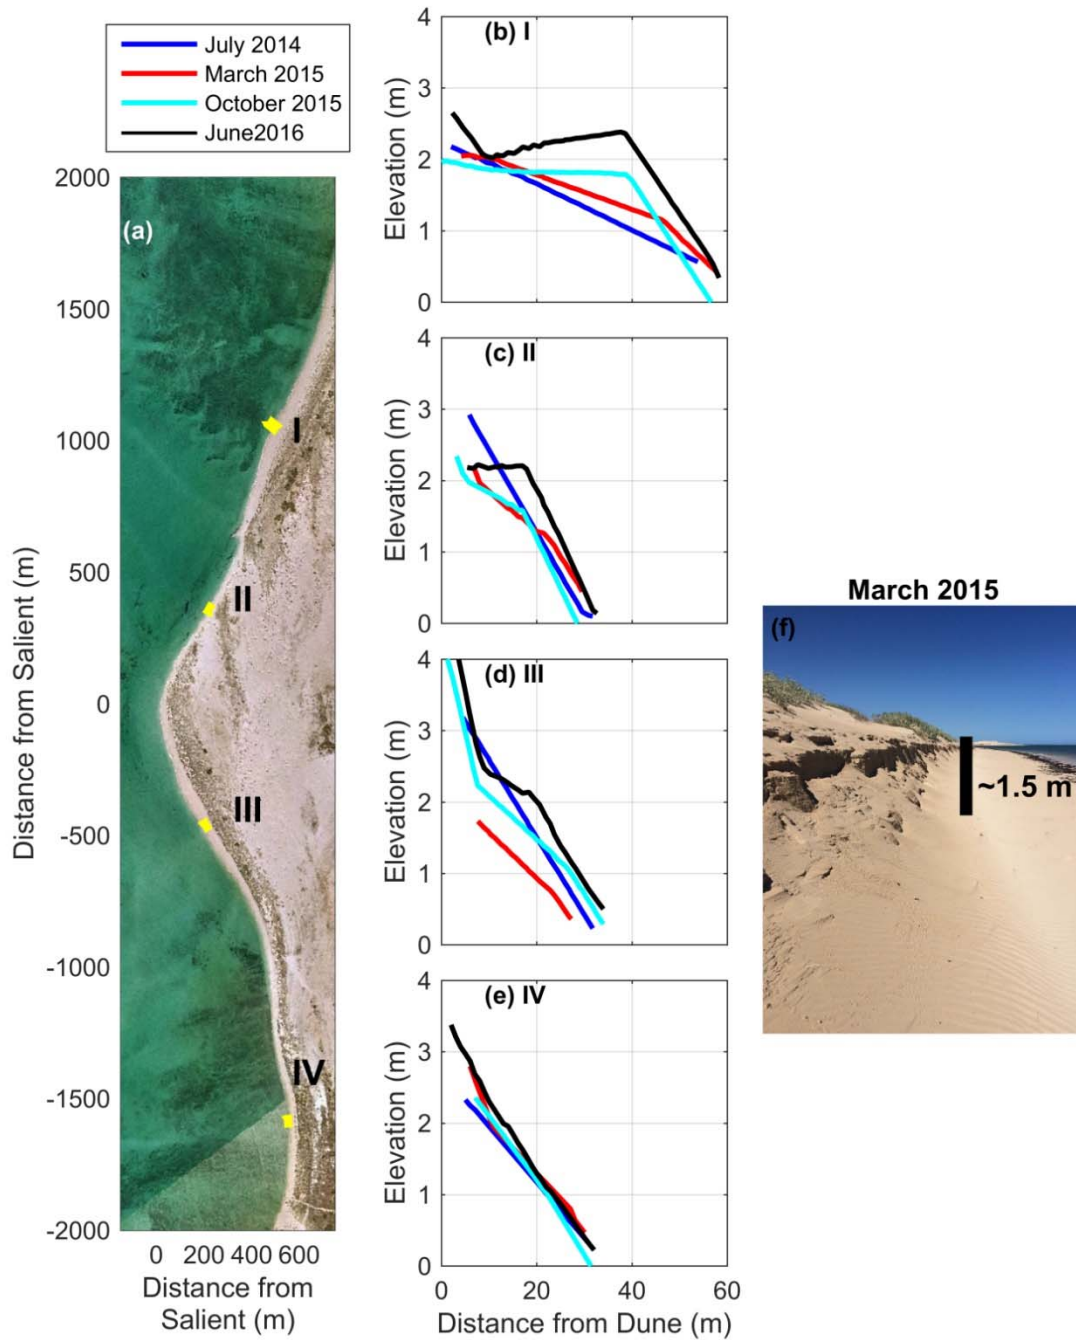 July 2014
March 2015
October 2015
June2016
(a)
2000
1500
1000
500
0
-500
-1000
-1500
-2000
Distance from Salient (m)
I
II
III
IV
0 200 400 600
Distance from
Salient (m)
(b) I
4
3
2
1
0
Elevation (m)
(c) II
4
3
2
1
0
Elevation (m)
(d) III
4
3
2
1
0
Elevation (m)
(e) IV
4
3
2
1
0
Elevation (m)
0 20 40 60
Distance from Dune (m)
March 2015
(f)
~1.5 m